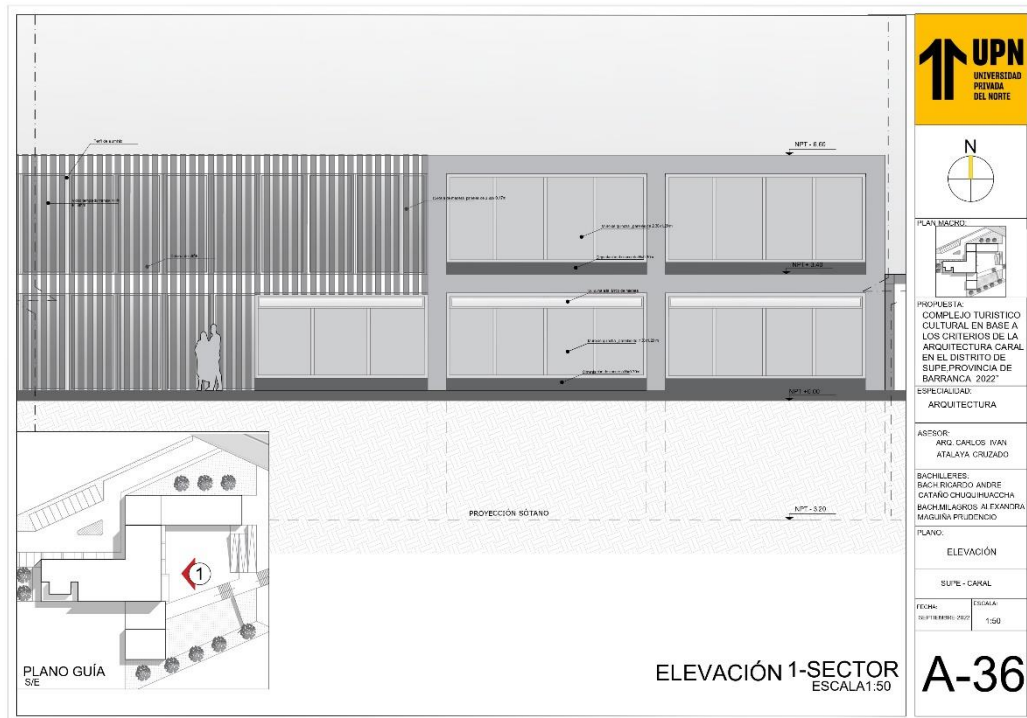 UPN
UNIVERSIDAD
PRIVADA
DEL NORTE
N
PLAN MACRO:
PROPUESTA:
COMPLEJO TURISTICO
CULTURAL EN BASE A
LOS CRITERIOS DE LA
ARQUITECTURA CARAL
EN EL DISTRITO DE
SUPE,PROVINCIA DE
BARRANCA 2022"
ESPECIALIDAD:
ARQUITECTURA
ASESOR:
ARQ. CARLOS IVAN
ATALAYA CRUZADO
BACHILLERES:
BACH.RICARDO ANDRE
CATAÑO CHUQUIHUACCHA
BACH.MILAGROS ALEXANDRA
MAGUIÑA PRUDENCIO
PLANO:
ELEVACIÓN
SUPE - CARAL
FECHA:
SEPTIEMBRE-2022
ESCALA:
1:50
A-36
NPT - 6.60
NPT + 3.40
NPT +0.00
NPT - 3.20
PROYECCIÓN SÓTANO
1
PLANO GUÍA
S/E
ELEVACIÓN 1-SECTOR
ESCALA1:50